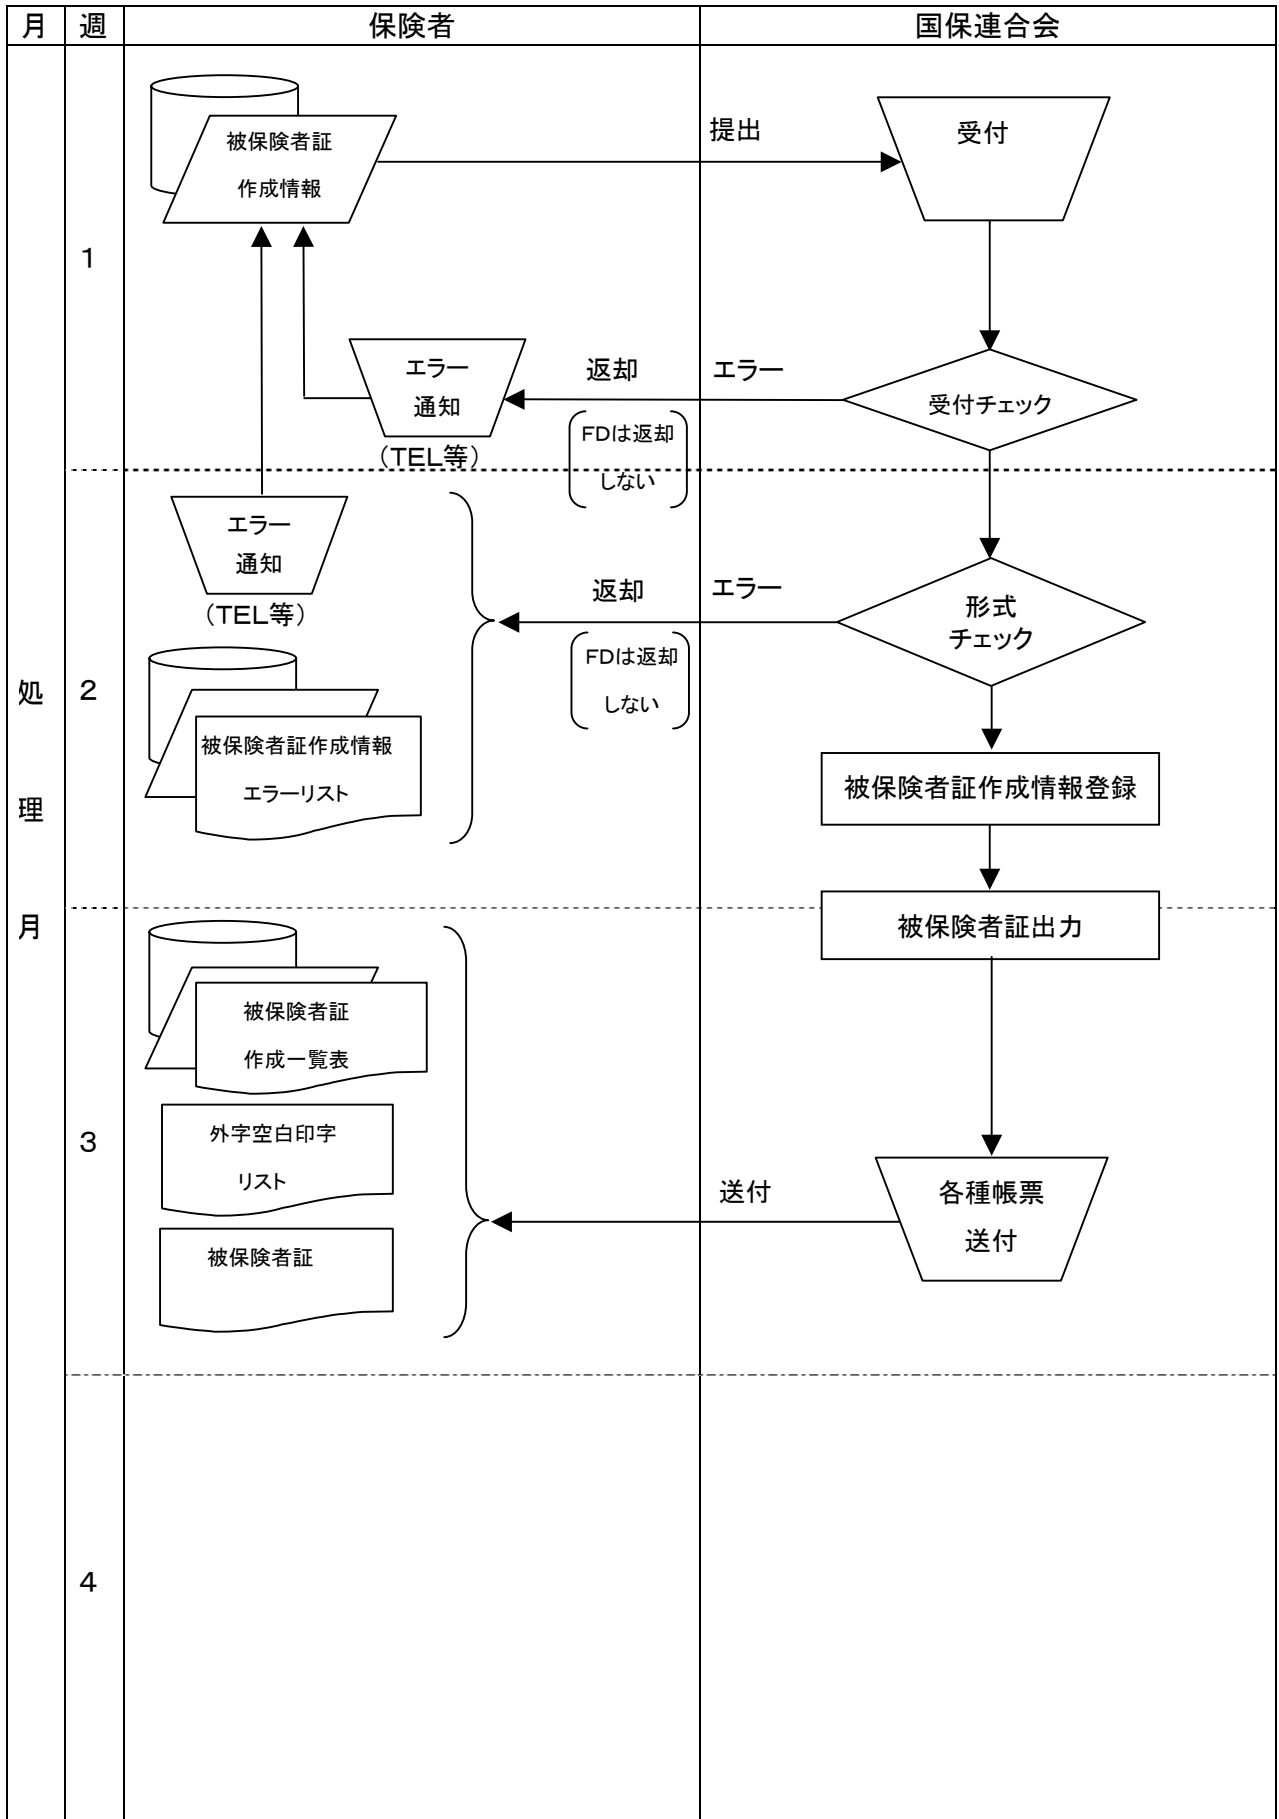 月 週 保険者 国保連合会
被保険者証
作成情報
提出
受付
1
エラー
通知
(TEL等)
返却
エラー
FDは返却
しない
受付チェック
エラー
通知
(TEL等)
返却
エラー
FDは返却
しない
形式
チェック
処
理
月
2
被保険者証作成情報
エラーリスト
被保険者証作成情報登録
被保険者証出力
被保険者証
作成一覧表
3
外字空白印字
リスト
被保険者証
送付
各種帳票
送付
4